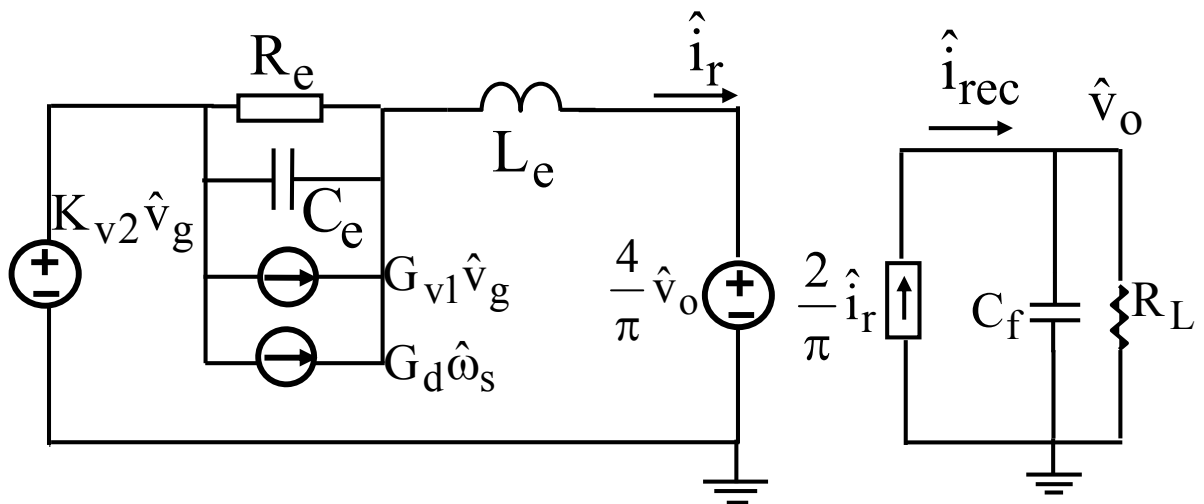 R_e
C_e
G_v1 v̂_g
G_d ω̂_s
K_v2 v̂_g
+
−
L_e
î_r
4/π v̂_o
+
−
2/π î_r
î_rec
v̂_o
C_f
R_L